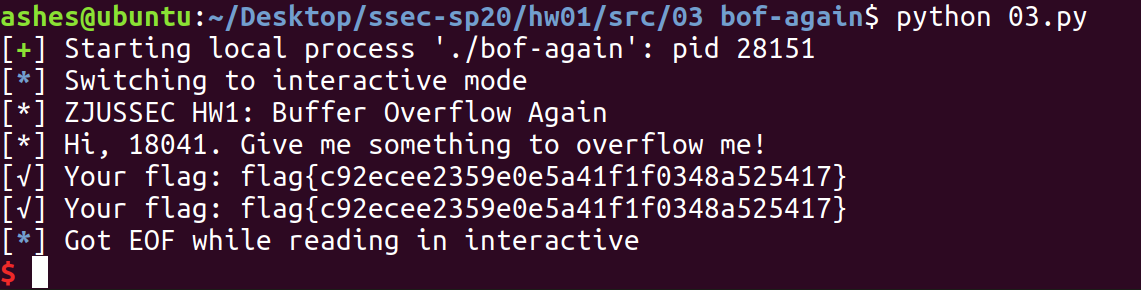 ashes@ubuntu:~/Desktop/ssec-sp20/hw01/src/03 bof-again$ python 03.py
[+] Starting local process './bof-again': pid 28151
[*] Switching to interactive mode
[*] ZJUSSEC HW1: Buffer Overflow Again
[*] Hi, 18041. Give me something to overflow me!
[√] Your flag: flag{c92ecee2359e0e5a41f1f0348a525417}
[√] Your flag: flag{c92ecee2359e0e5a41f1f0348a525417}
[*] Got EOF while reading in interactive
$